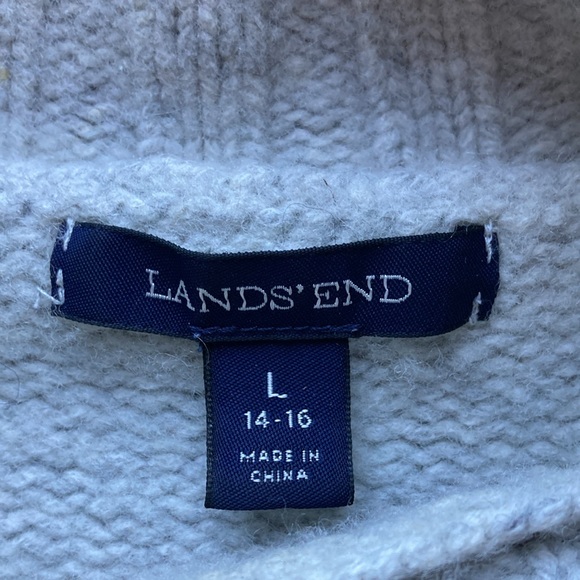 LANDS' END
L
14-16
MADE IN
CHINA